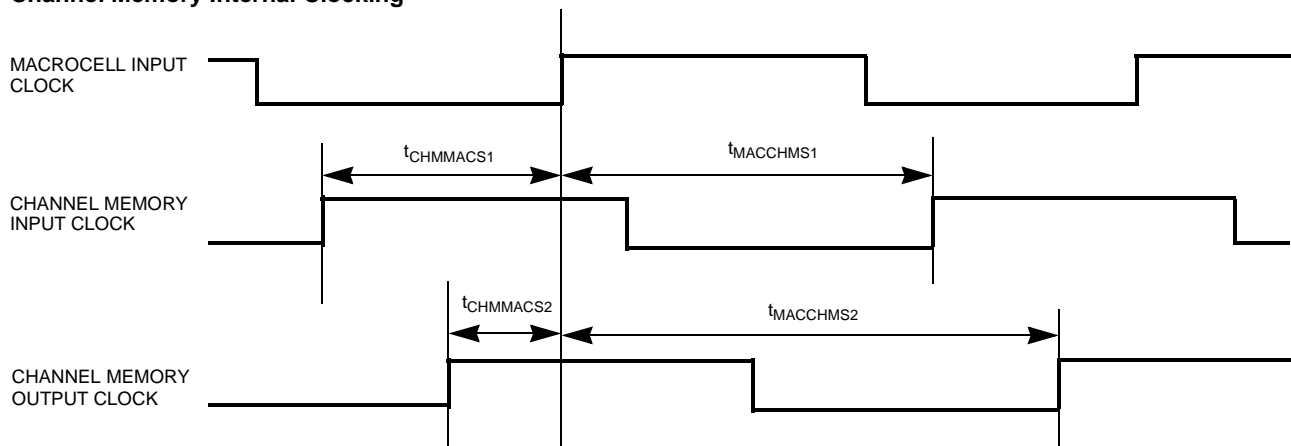 Channel Memory Internal Clocking
MACROCELL INPUT
CLOCK
tCHMMACS1
tMACCHMS1
CHANNEL MEMORY
INPUT CLOCK
tCHMMACS2
tMACCHMS2
CHANNEL MEMORY
OUTPUT CLOCK